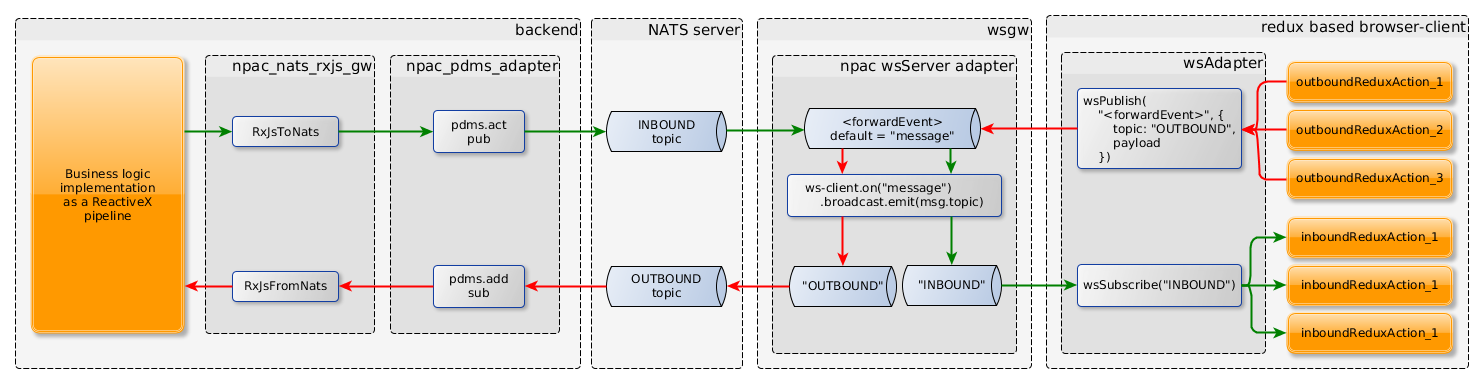 backend
npac_nats_rxjs_gw
npac_pdms_adapter
Business logic
implementation
as a ReactiveX
pipeline
RxJsToNats
pdms.act
pub
RxJsFromNats
pdms.add
sub
NATS server
INBOUND
topic
OUTBOUND
topic
wsgw
npac wsServer adapter
<forwardEvent>
default = "message"
ws-client.on("message")
.broadcast.emit(msg.topic)
"OUTBOUND"
"INBOUND"
redux based browser-client
wsAdapter
wsPublish(
"<forwardEvent>", {
topic: "OUTBOUND",
payload
})
wsSubscribe("INBOUND")
outboundReduxAction_1
outboundReduxAction_2
outboundReduxAction_3
inboundReduxAction_1
inboundReduxAction_1
inboundReduxAction_1